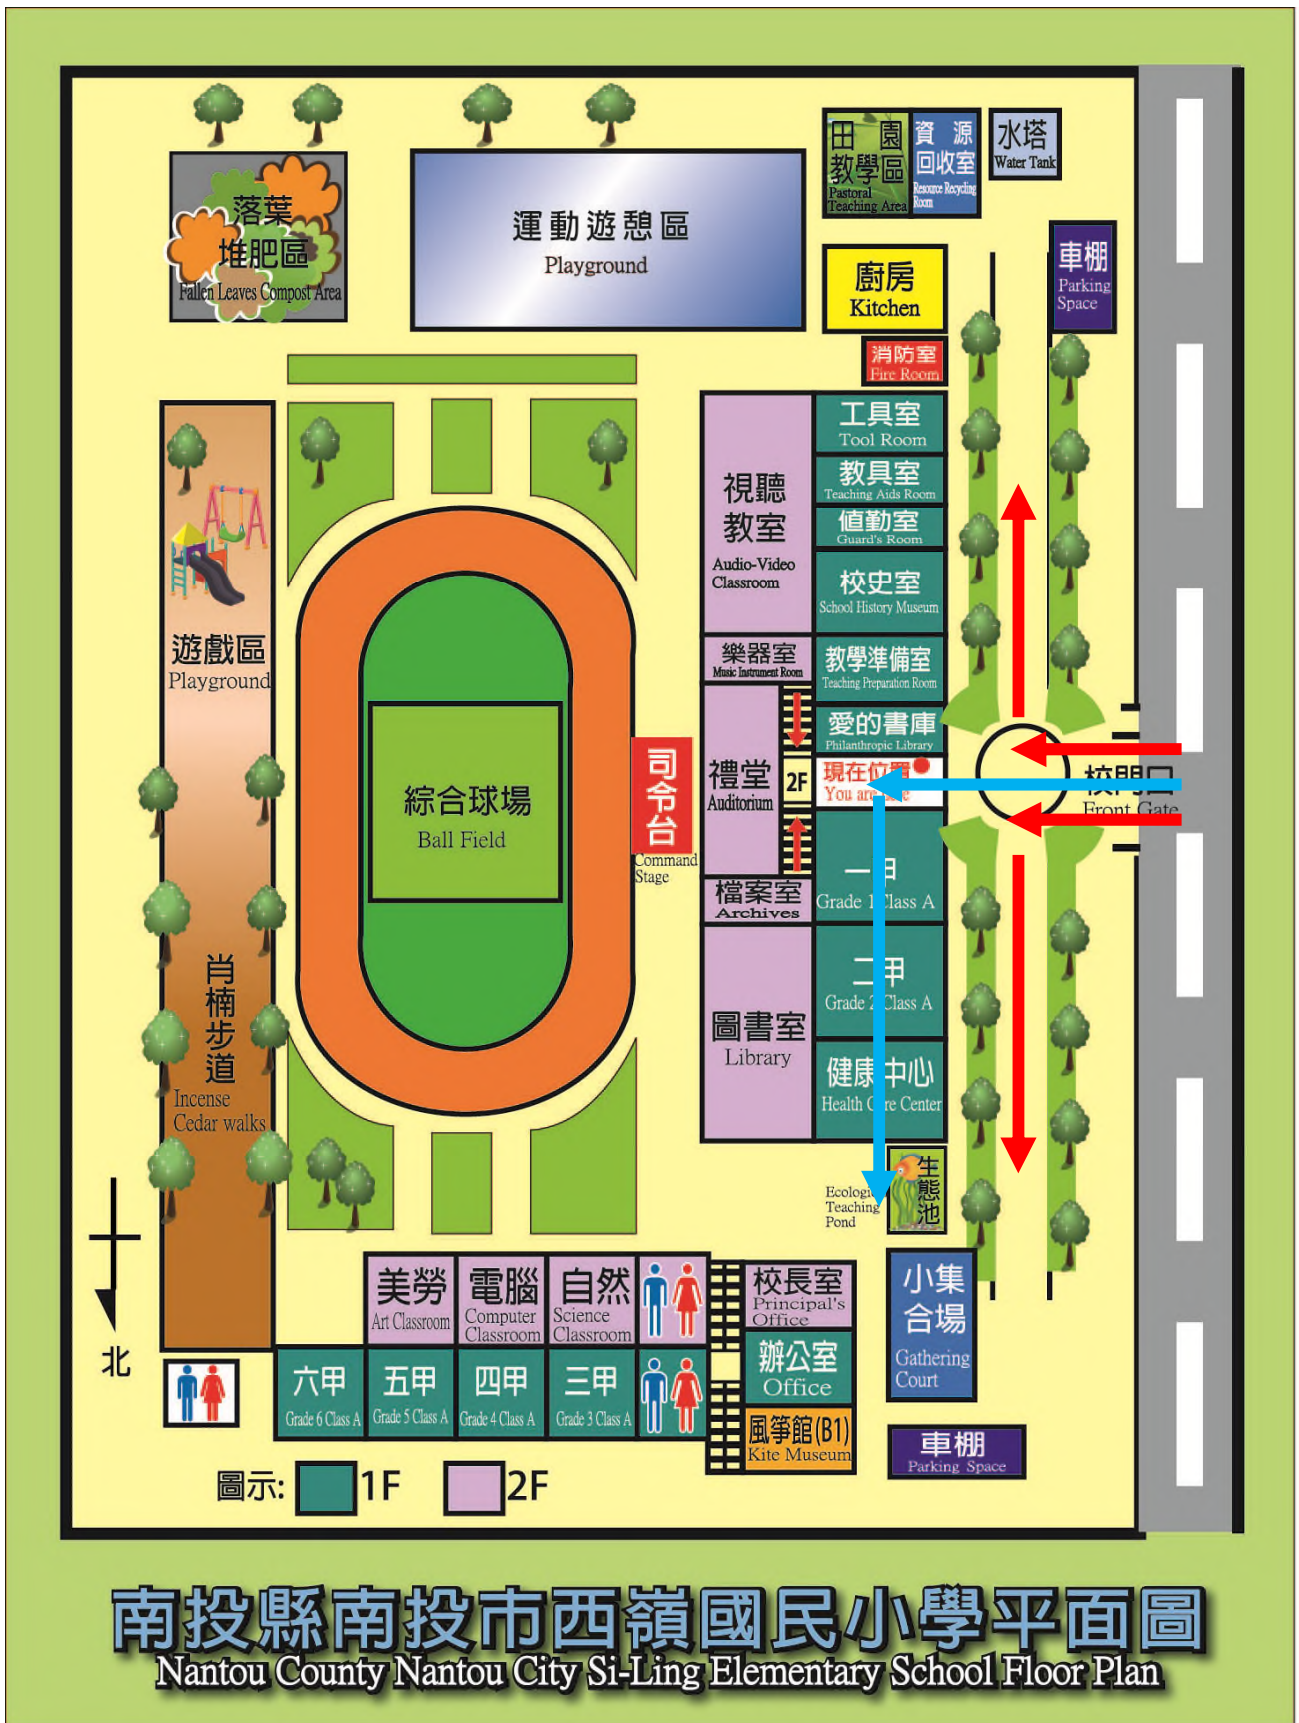 田 園
教學區
Pastoral
Teaching Area
資 源
回收室
Resource Recycling
Room
水塔
Water Tank
落葉
堆肥區
Fallen Leaves Compost Area
運動遊憩區
Playground
車棚
Parking
Space
廚房
Kitchen
消防室
Fire Room
工具室
Tool Room
教具室
Teaching Aids Room
值勤室
Guard's Room
校史室
School History Museum
視聽
教室
Audio-Video
Classroom
樂器室
Music Instrument Room
教學準備室
Teaching Preparation Room
愛的書庫
Philanthropic Library
遊戲區
Playground
司令台
Command
Stage
禮堂
Auditorium
2F
現在位置
You are Here
校門口
Front Gate
綜合球場
Ball Field
一甲
Grade 1 Class A
檔案室
Archives
二甲
Grade 2 Class A
圖書室
Library
健康中心
Health Care Center
肖楠步道
Incense
Cedar walks
生態池
Ecological
Teaching
Pond
北
美勞
Art Classroom
電腦
Computer
Classroom
自然
Science
Classroom
校長室
Principal's
Office
小集
合場
Gathering
Court
六甲
Grade 6 Class A
五甲
Grade 5 Class A
四甲
Grade 4 Class A
三甲
Grade 3 Class A
辦公室
Office
風箏館(B1)
Kite Museum
車棚
Parking Space
圖示: 1F 2F
南投縣南投市西嶺國民小學平面圖
Nantou County Nantou City Si-Ling Elementary School Floor Plan